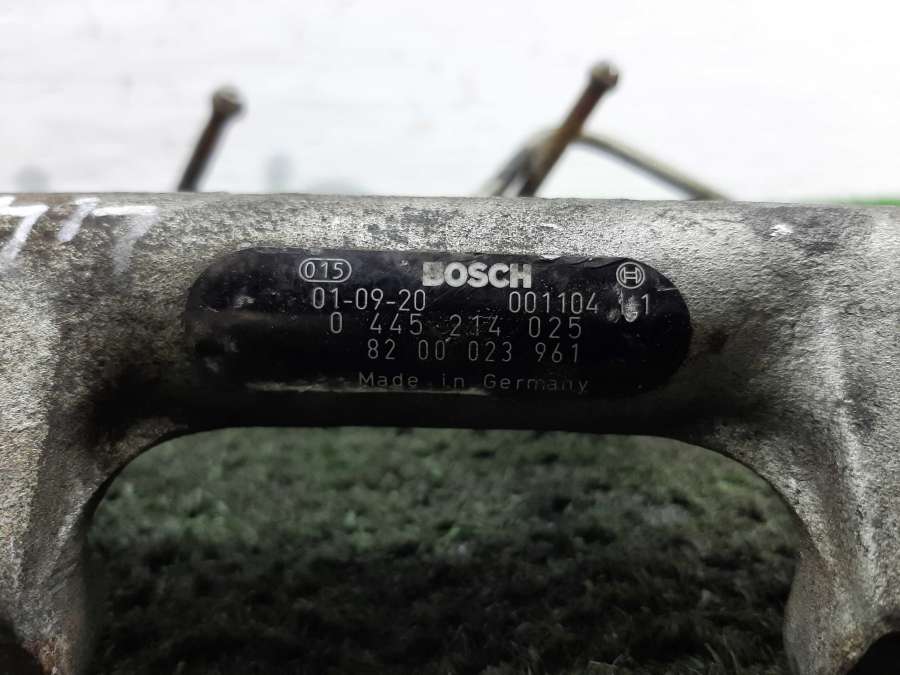 015 BOSCH
01-09-20 001104
0 445 214 025
82 00 023 961
Made in Germany